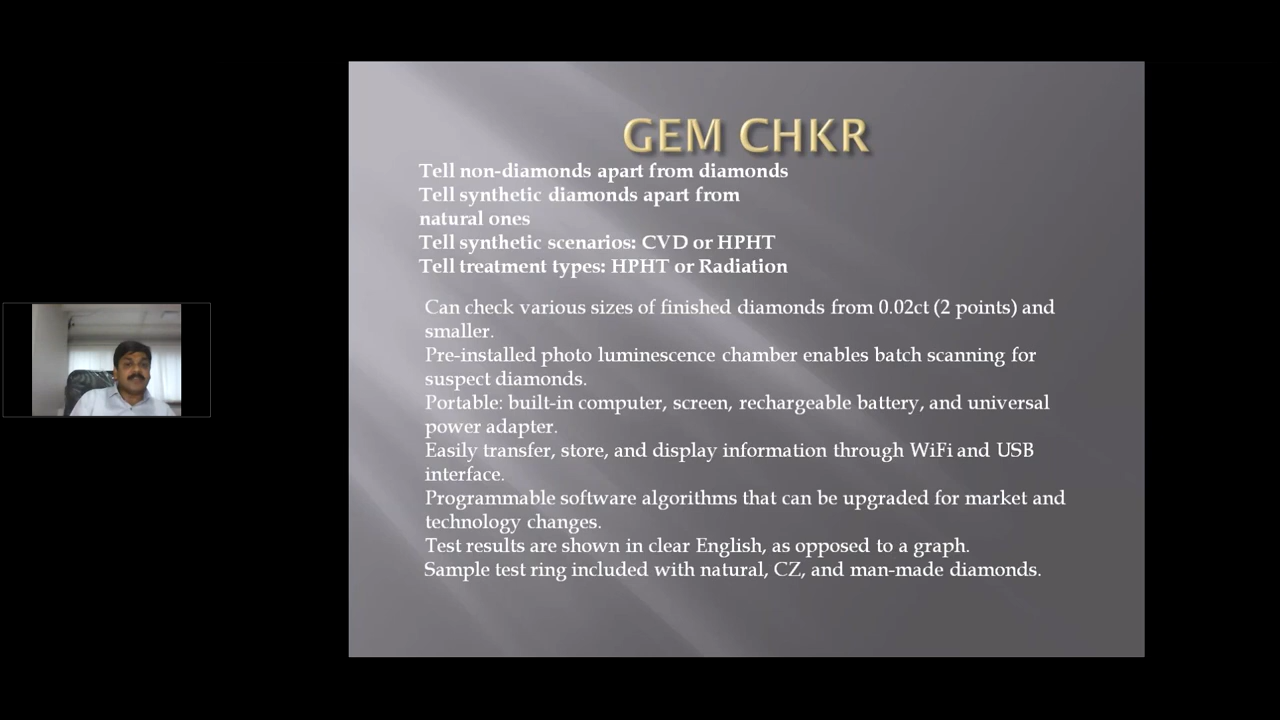 GEM CHKR
Tell non-diamonds apart from diamonds
Tell synthetic diamonds apart from
natural ones
Tell synthetic scenarios: CVD or HPHT
Tell treatment types: HPHT or Radiation
Can check various sizes of finished diamonds from 0.02ct (2 points) and
smaller.
Pre-installed photo luminescence chamber enables batch scanning for
suspect diamonds.
Portable: built-in computer, screen, rechargeable battery, and universal
power adapter.
Easily transfer, store, and display information through WiFi and USB
interface.
Programmable software algorithms that can be upgraded for market and
technology changes.
Test results are shown in clear English, as opposed to a graph.
Sample test ring included with natural, CZ, and man-made diamonds.